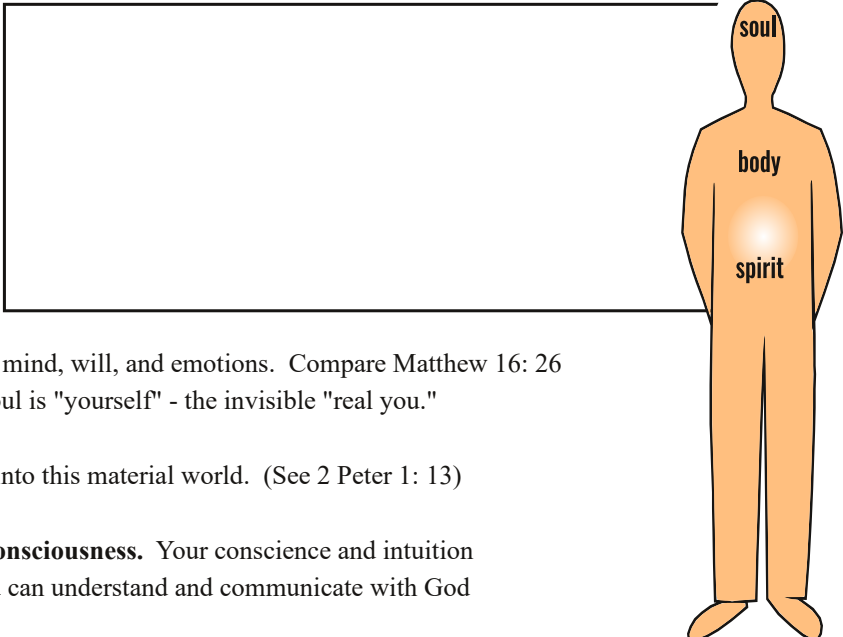 soul
body
spirit
mind, will, and emotions. Compare Matthew 16: 26
ul is "yourself" - the invisible "real you."
nto this material world. (See 2 Peter 1: 13)
onsciousness. Your conscience and intuition
can understand and communicate with God